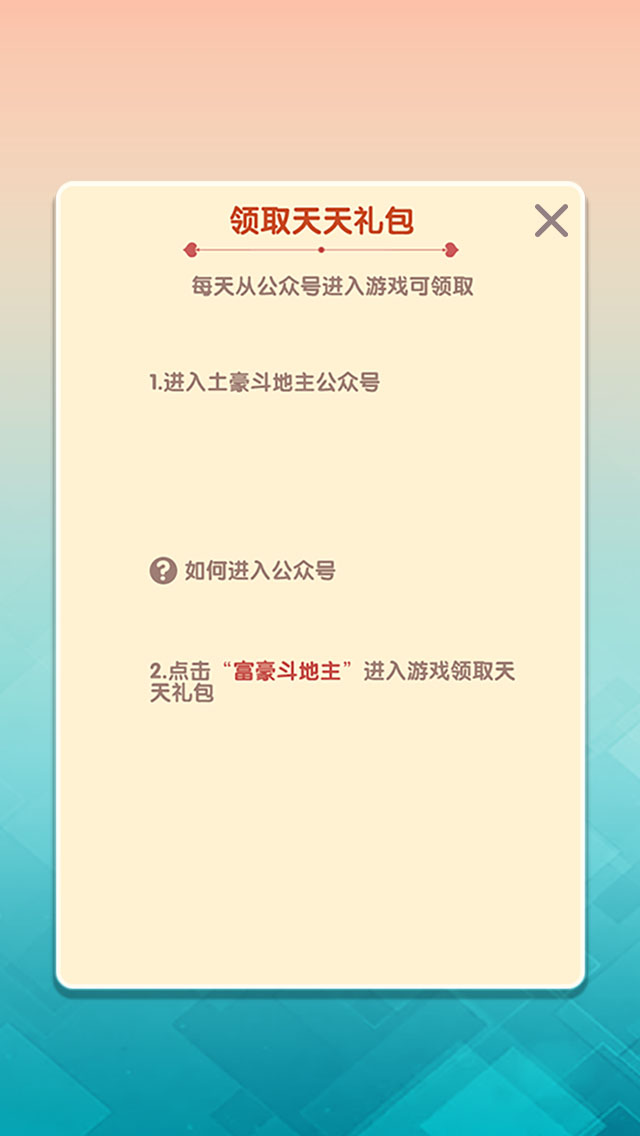 领取天天礼包
每天从公众号进入游戏可领取
1.进入土豪斗地主公众号
? 如何进入公众号
2.点击“富豪斗地主”进入游戏领取天
天礼包